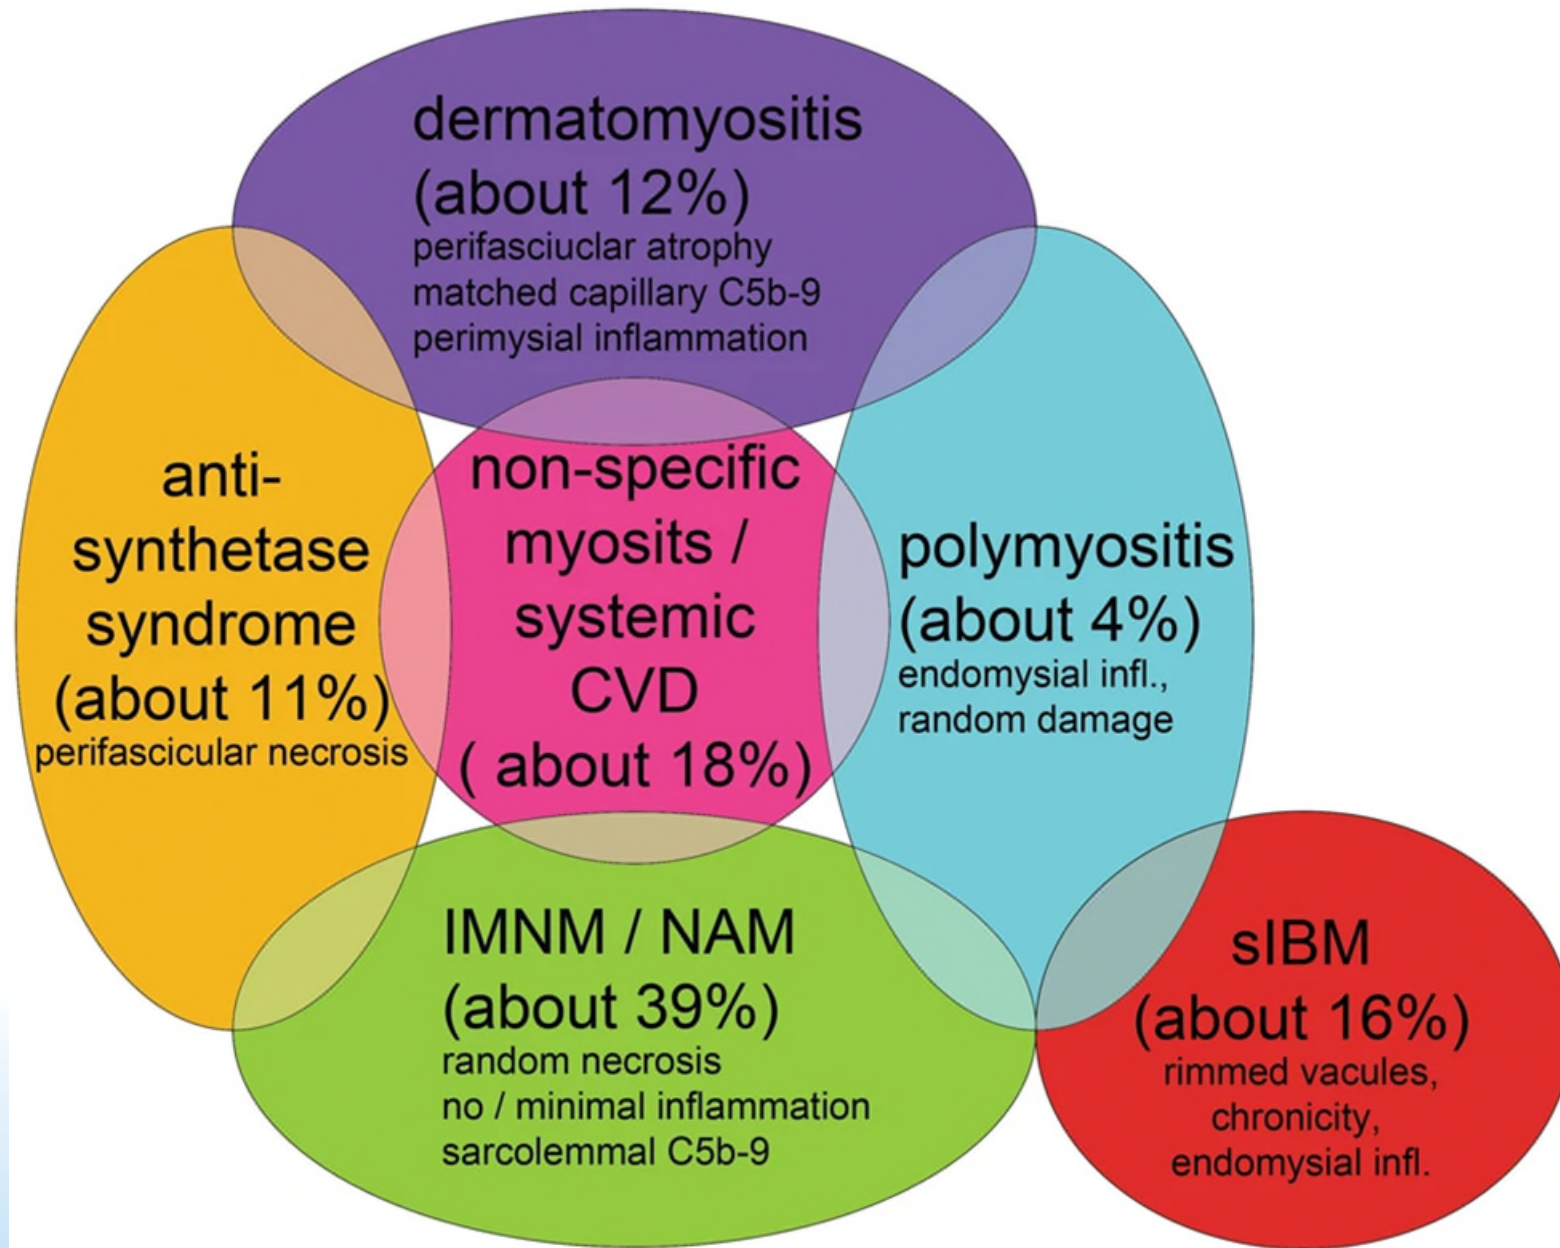 dermatomyositis
(about 12%)
perifasciuclar atrophy
matched capillary C5b-9
perimysial inflammation
anti-
synthetase
syndrome
(about 11%)
perifascicular necrosis
non-specific
myosits /
systemic
CVD
( about 18%)
polymyositis
(about 4%)
endomysial infl.,
random damage
IMNM / NAM
(about 39%)
random necrosis
no / minimal inflammation
sarcolemmal C5b-9
sIBM
(about 16%)
rimmed vacules,
chronicity,
endomysial infl.